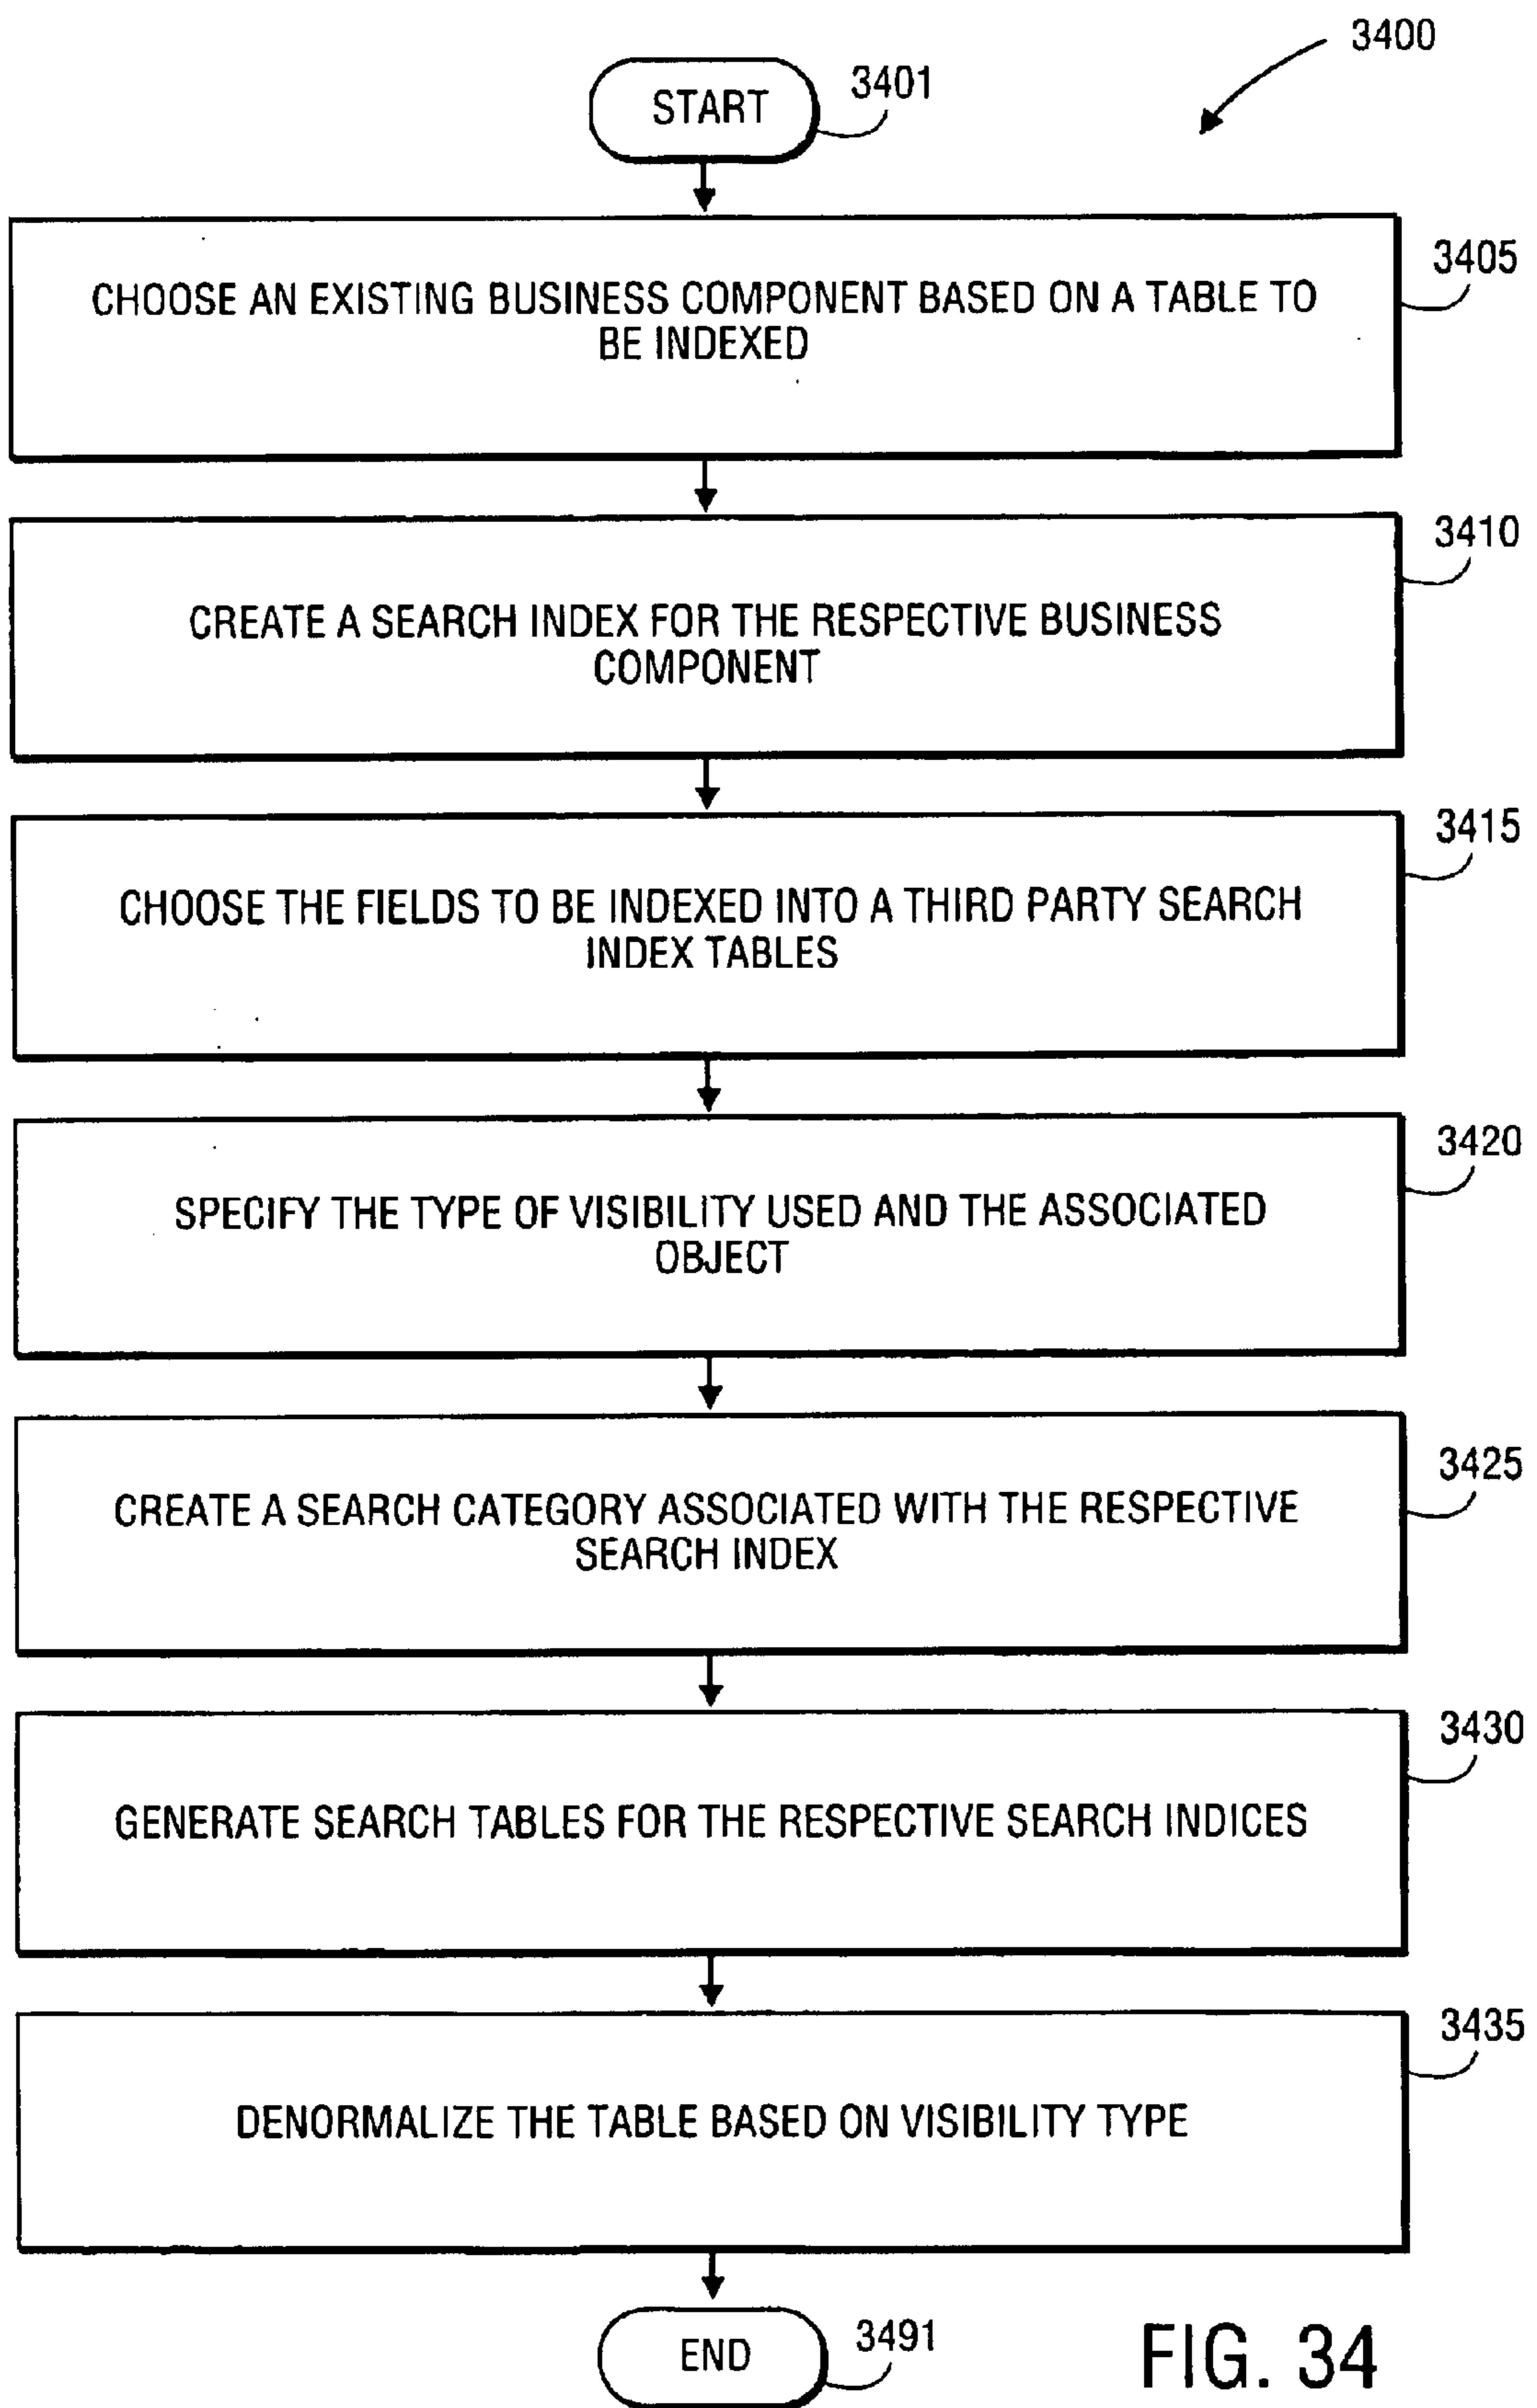 3400
START
3401
3405
CHOOSE AN EXISTING BUSINESS COMPONENT BASED ON A TABLE TO
BE INDEXED
3410
CREATE A SEARCH INDEX FOR THE RESPECTIVE BUSINESS
COMPONENT
3415
CHOOSE THE FIELDS TO BE INDEXED INTO A THIRD PARTY SEARCH
INDEX TABLES
3420
SPECIFY THE TYPE OF VISIBILITY USED AND THE ASSOCIATED
OBJECT
3425
CREATE A SEARCH CATEGORY ASSOCIATED WITH THE RESPECTIVE
SEARCH INDEX
3430
GENERATE SEARCH TABLES FOR THE RESPECTIVE SEARCH INDICES
3435
DENORMALIZE THE TABLE BASED ON VISIBILITY TYPE
END
3491
FIG. 34